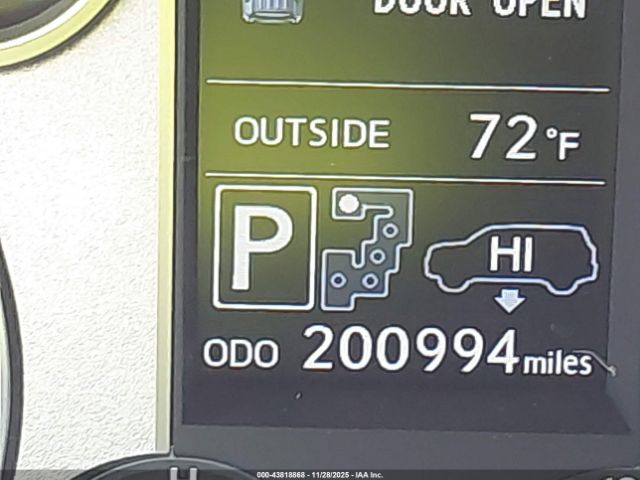 DOOR OPEN
OUTSIDE 72°F
P
HI
ODO 200994 miles
H
000-43818868 - 11/28/2025 - IAA Inc.